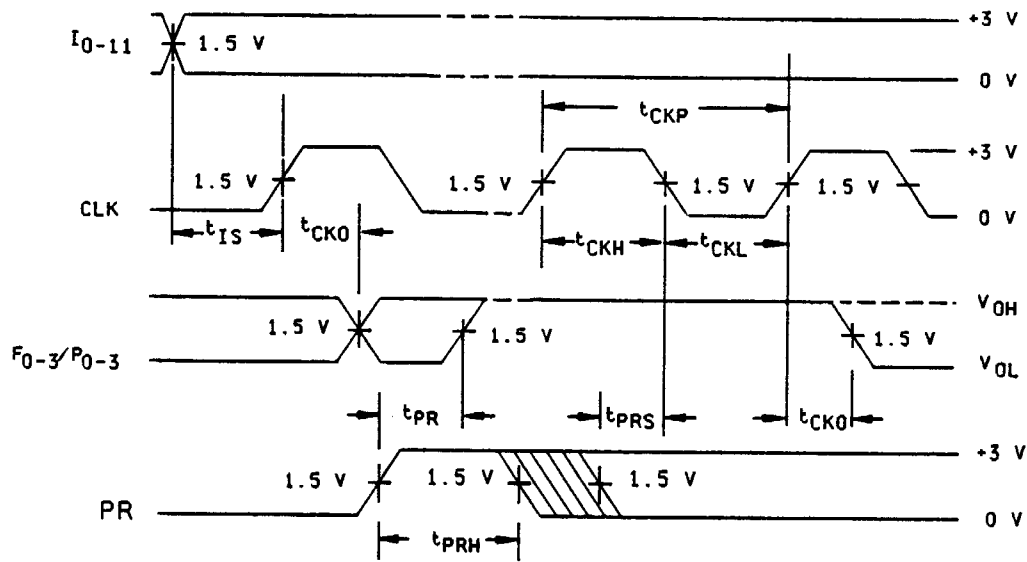 I0-11 1.5 V +3 V
0 V
tCKP
+3 V
1.5 V 1.5 V 1.5 V 1.5 V
CLK 0 V
tIS tCKO tCKH tCKL
VOH
1.5 V 1.5 V 1.5 V
F0-3/P0-3 VOL
tPR tPRS tCKO
+3 V
1.5 V 1.5 V 1.5 V
PR 0 V
tPRH